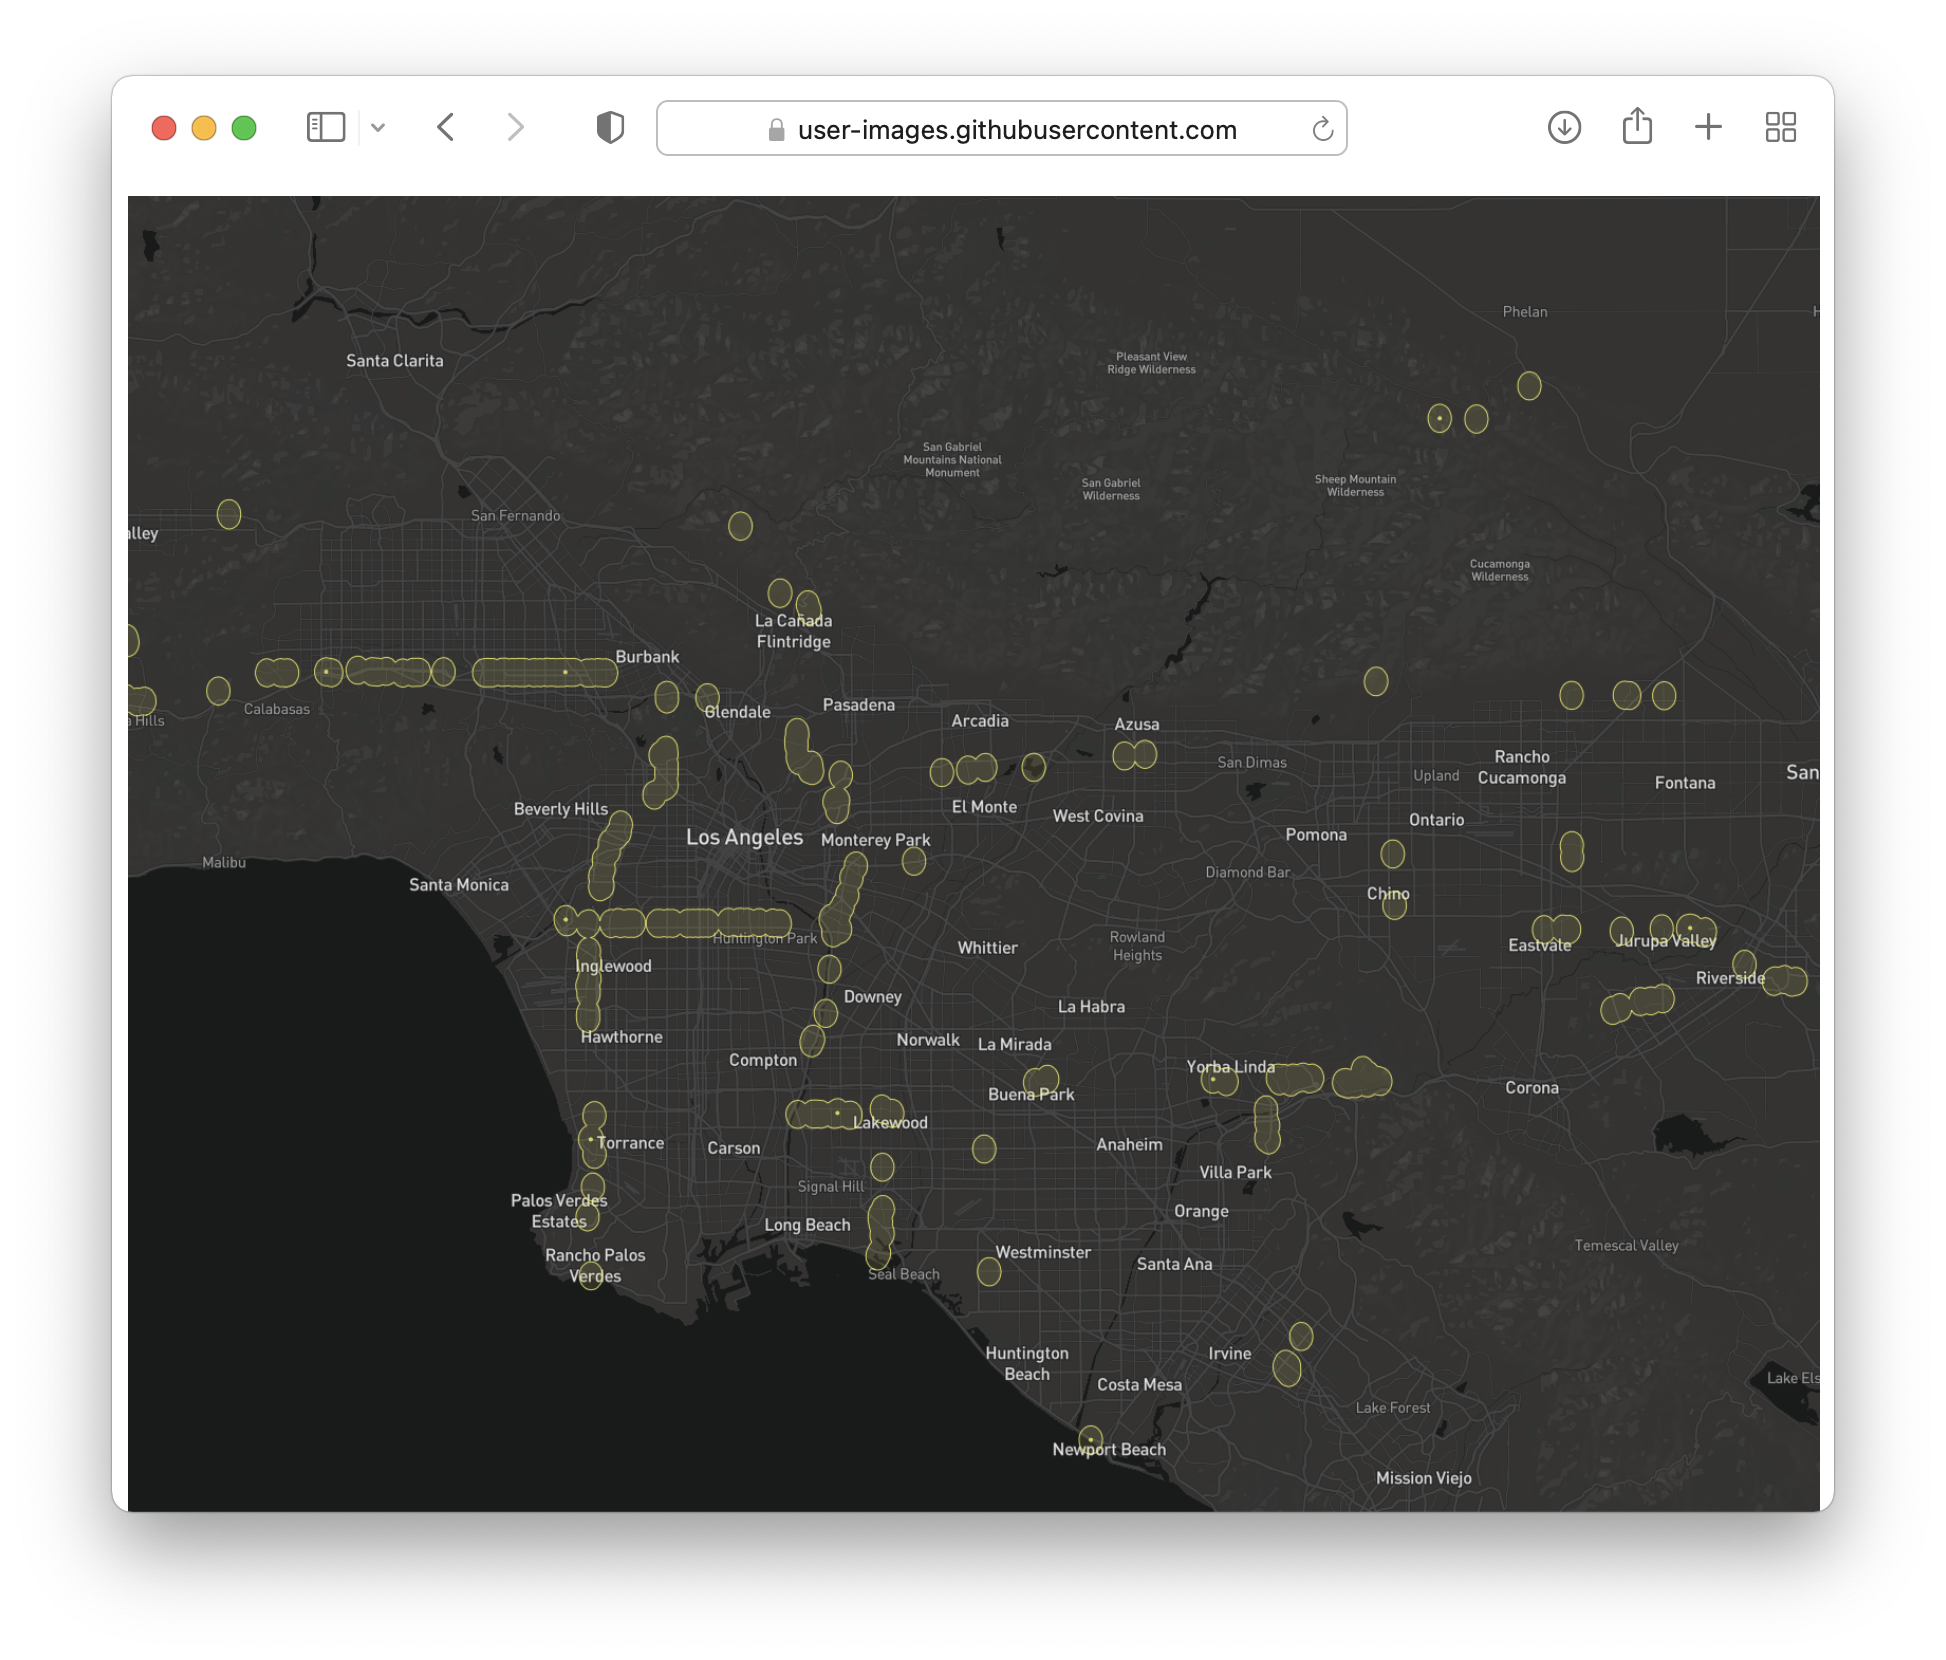 user-images.githubusercontent.com
Phelan
H
Santa Clarita
Pleasant View
Ridge Wilderness
San Gabriel
Mountains National
Monument
San Gabriel
Wilderness
Sheep Mountain
Wilderness
San Fernando
alley
Cucamonga
Wilderness
La Cañada
Flintridge
Burbank
Calabasas
a Hills
Glendale
Pasadena
Arcadia
Azusa
San Dimas
Upland
Rancho
Cucamonga
Fontana
San
Beverly Hills
El Monte
West Covina
Ontario
Los Angeles
Monterey Park
Pomona
Malibu
Santa Monica
Diamond Bar
Chino
Huntington Park
Whittier
Rowland
Heights
Eastvale
Jurupa Valley
Inglewood
Riverside
Downey
La Habra
Hawthorne
Norwalk
La Mirada
Compton
Yorba Linda
Buena Park
Corona
Lakewood
Torrance
Carson
Anaheim
Villa Park
Signal Hill
Palos Verdes
Estates
Long Beach
Orange
Rancho Palos
Verdes
Seal Beach
Westminster
Santa Ana
Temescal Valley
Huntington
Beach
Irvine
Costa Mesa
Lake Els
Lake Forest
Newport Beach
Mission Viejo